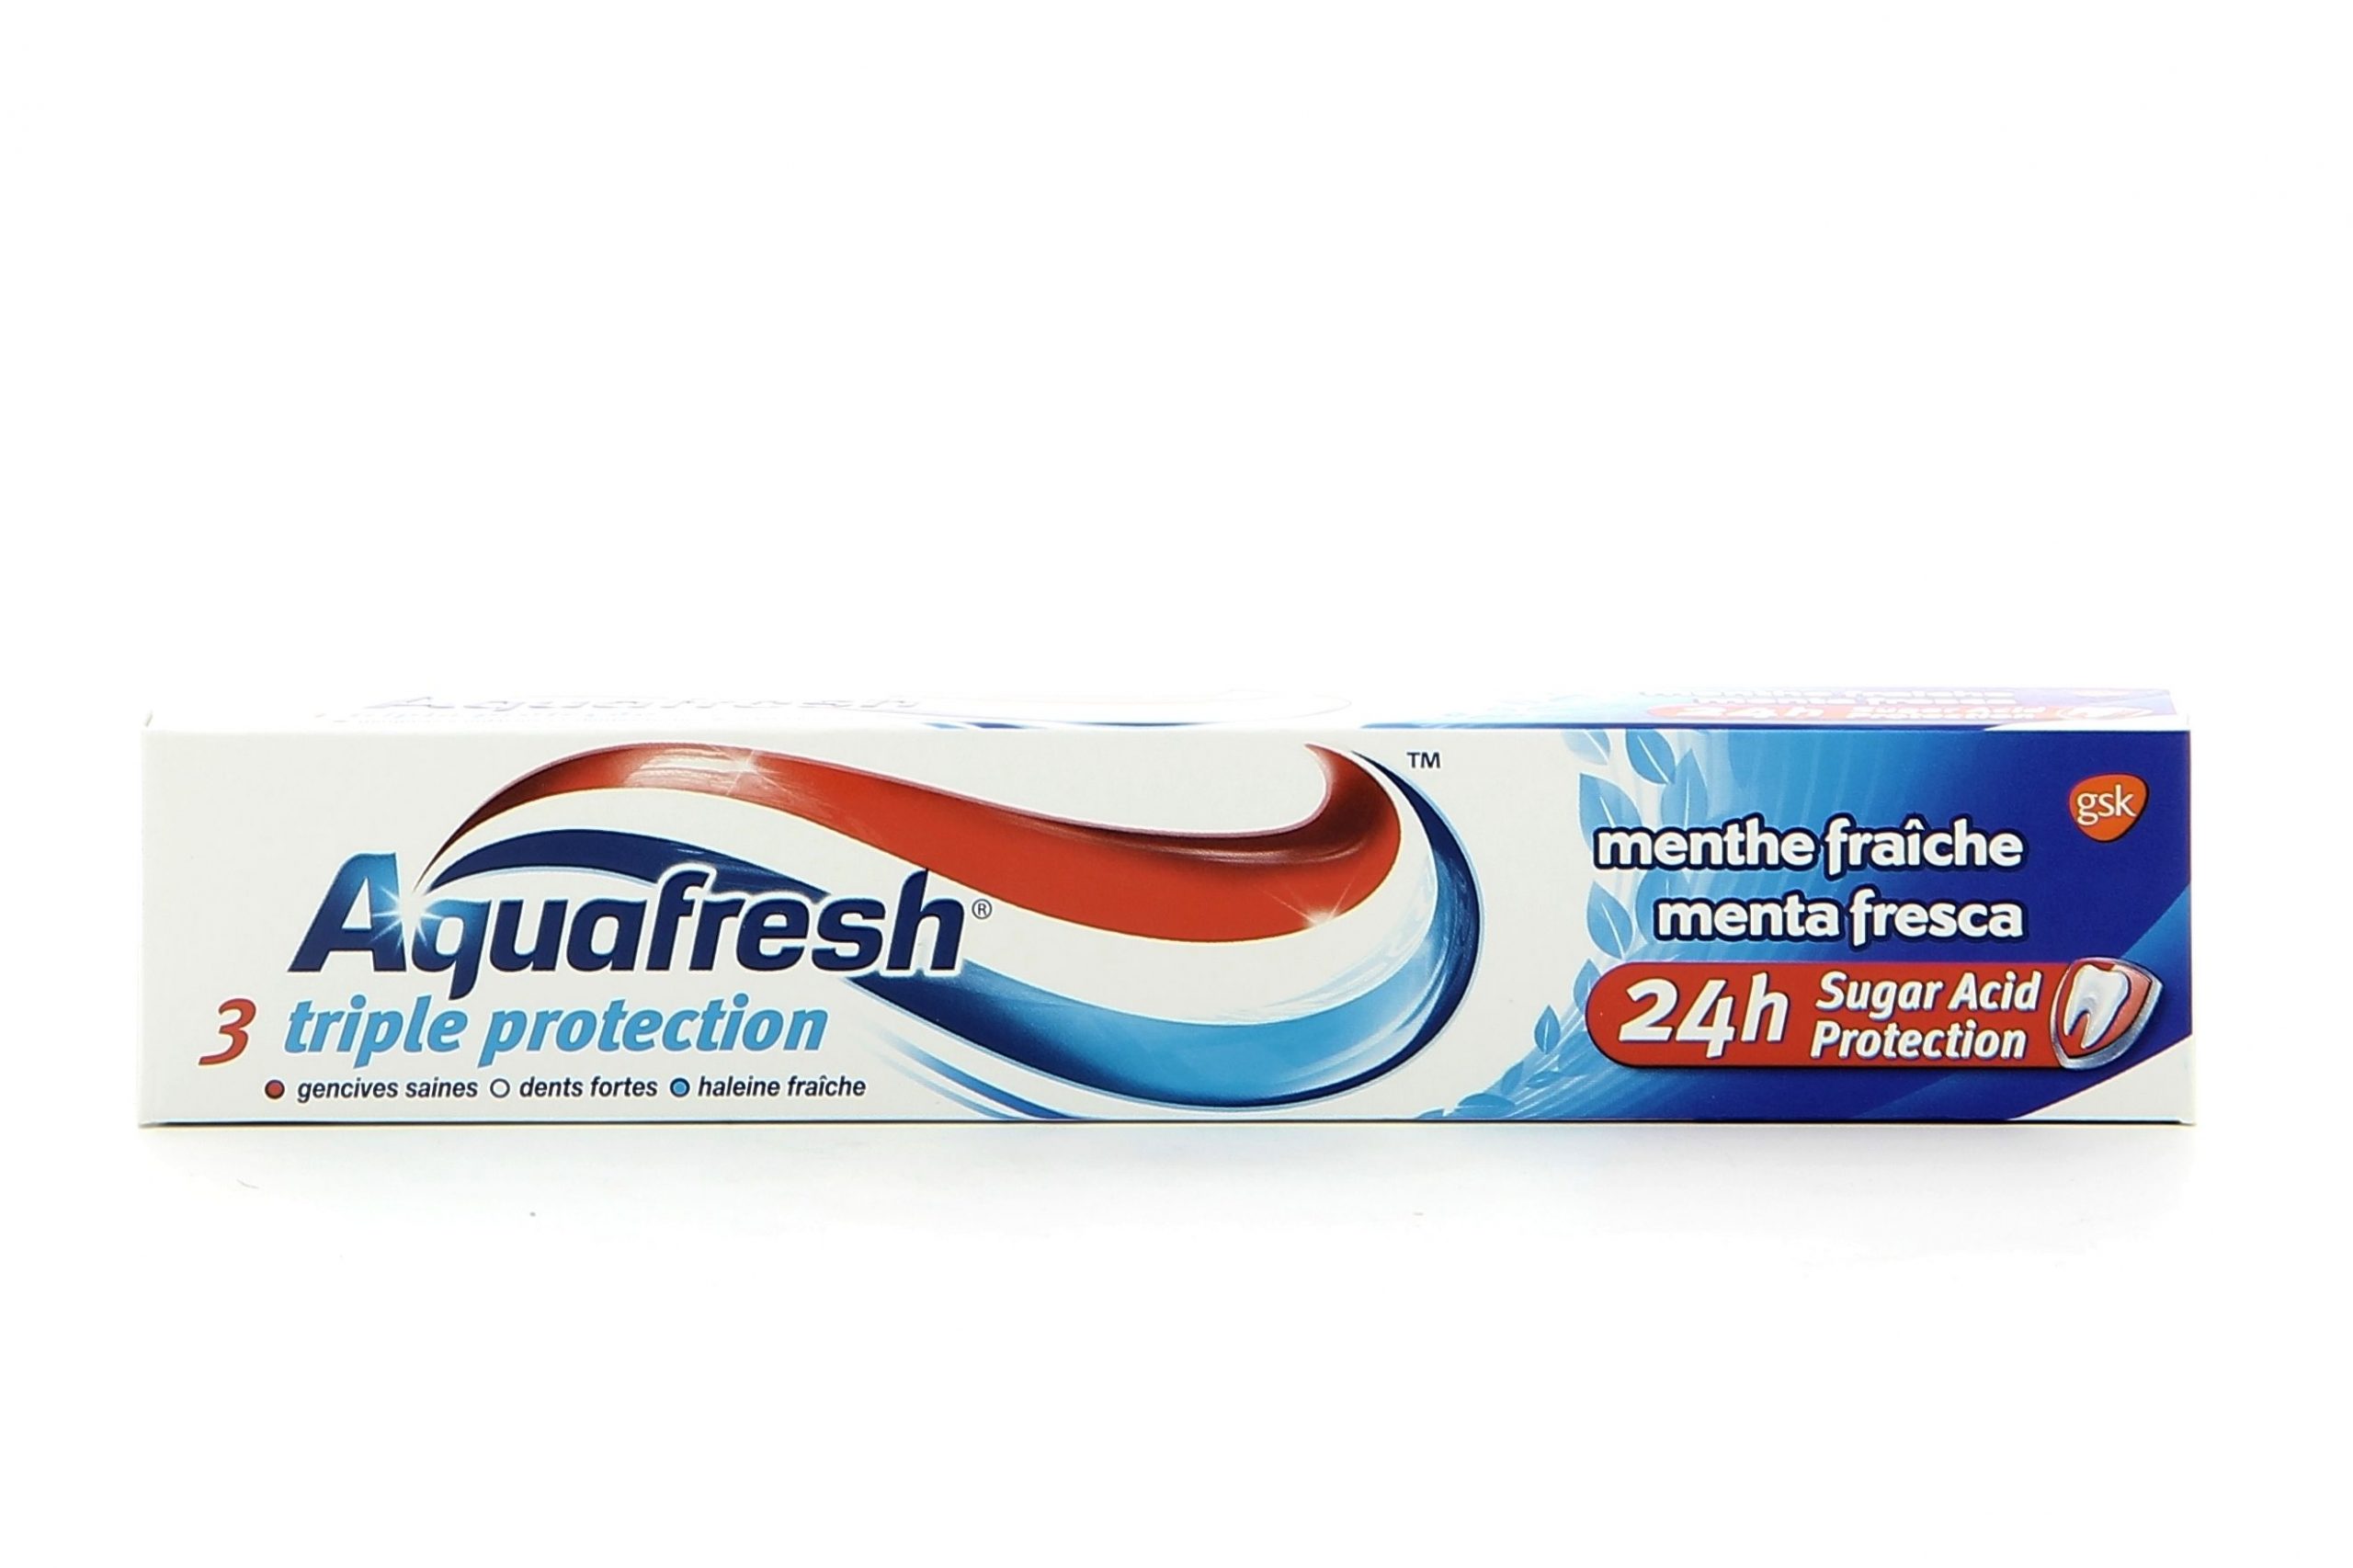 TM
Aquafresh®
3 triple protection
gencives saines dents fortes haleine fraîche
gsk
menthe fraîche
menta fresca
24h Sugar Acid
Protection